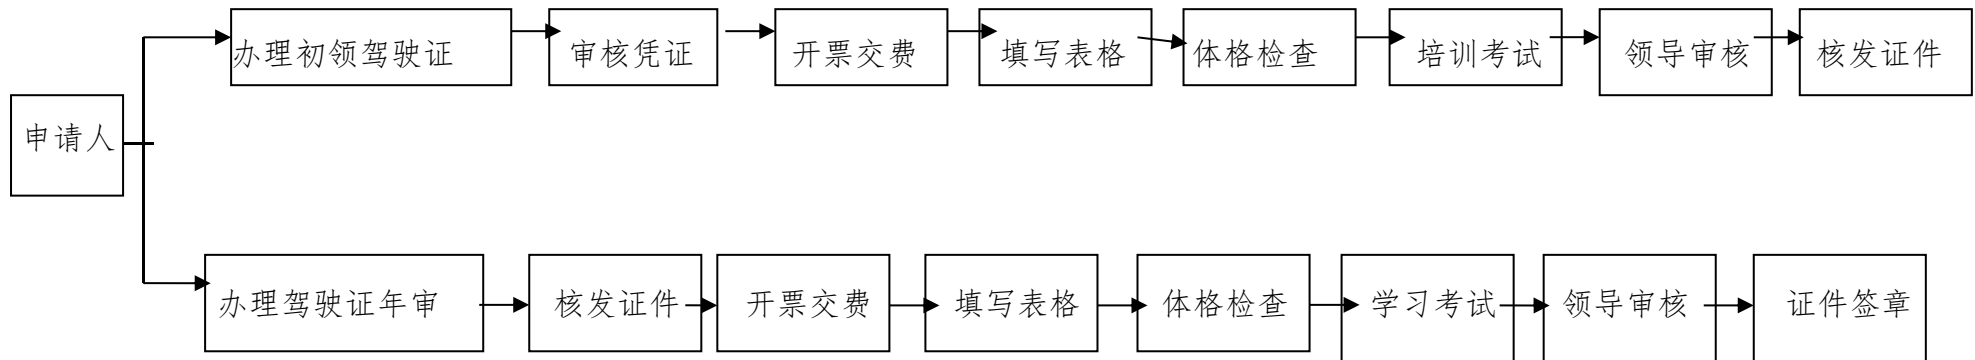 办理初领驾驶证
审核凭证
开票交费
填写表格
体格检查
培训考试
领导审核
核发证件
申请人
办理驾驶证年审
核发证件
开票交费
填写表格
体格检查
学习考试
领导审核
证件签章